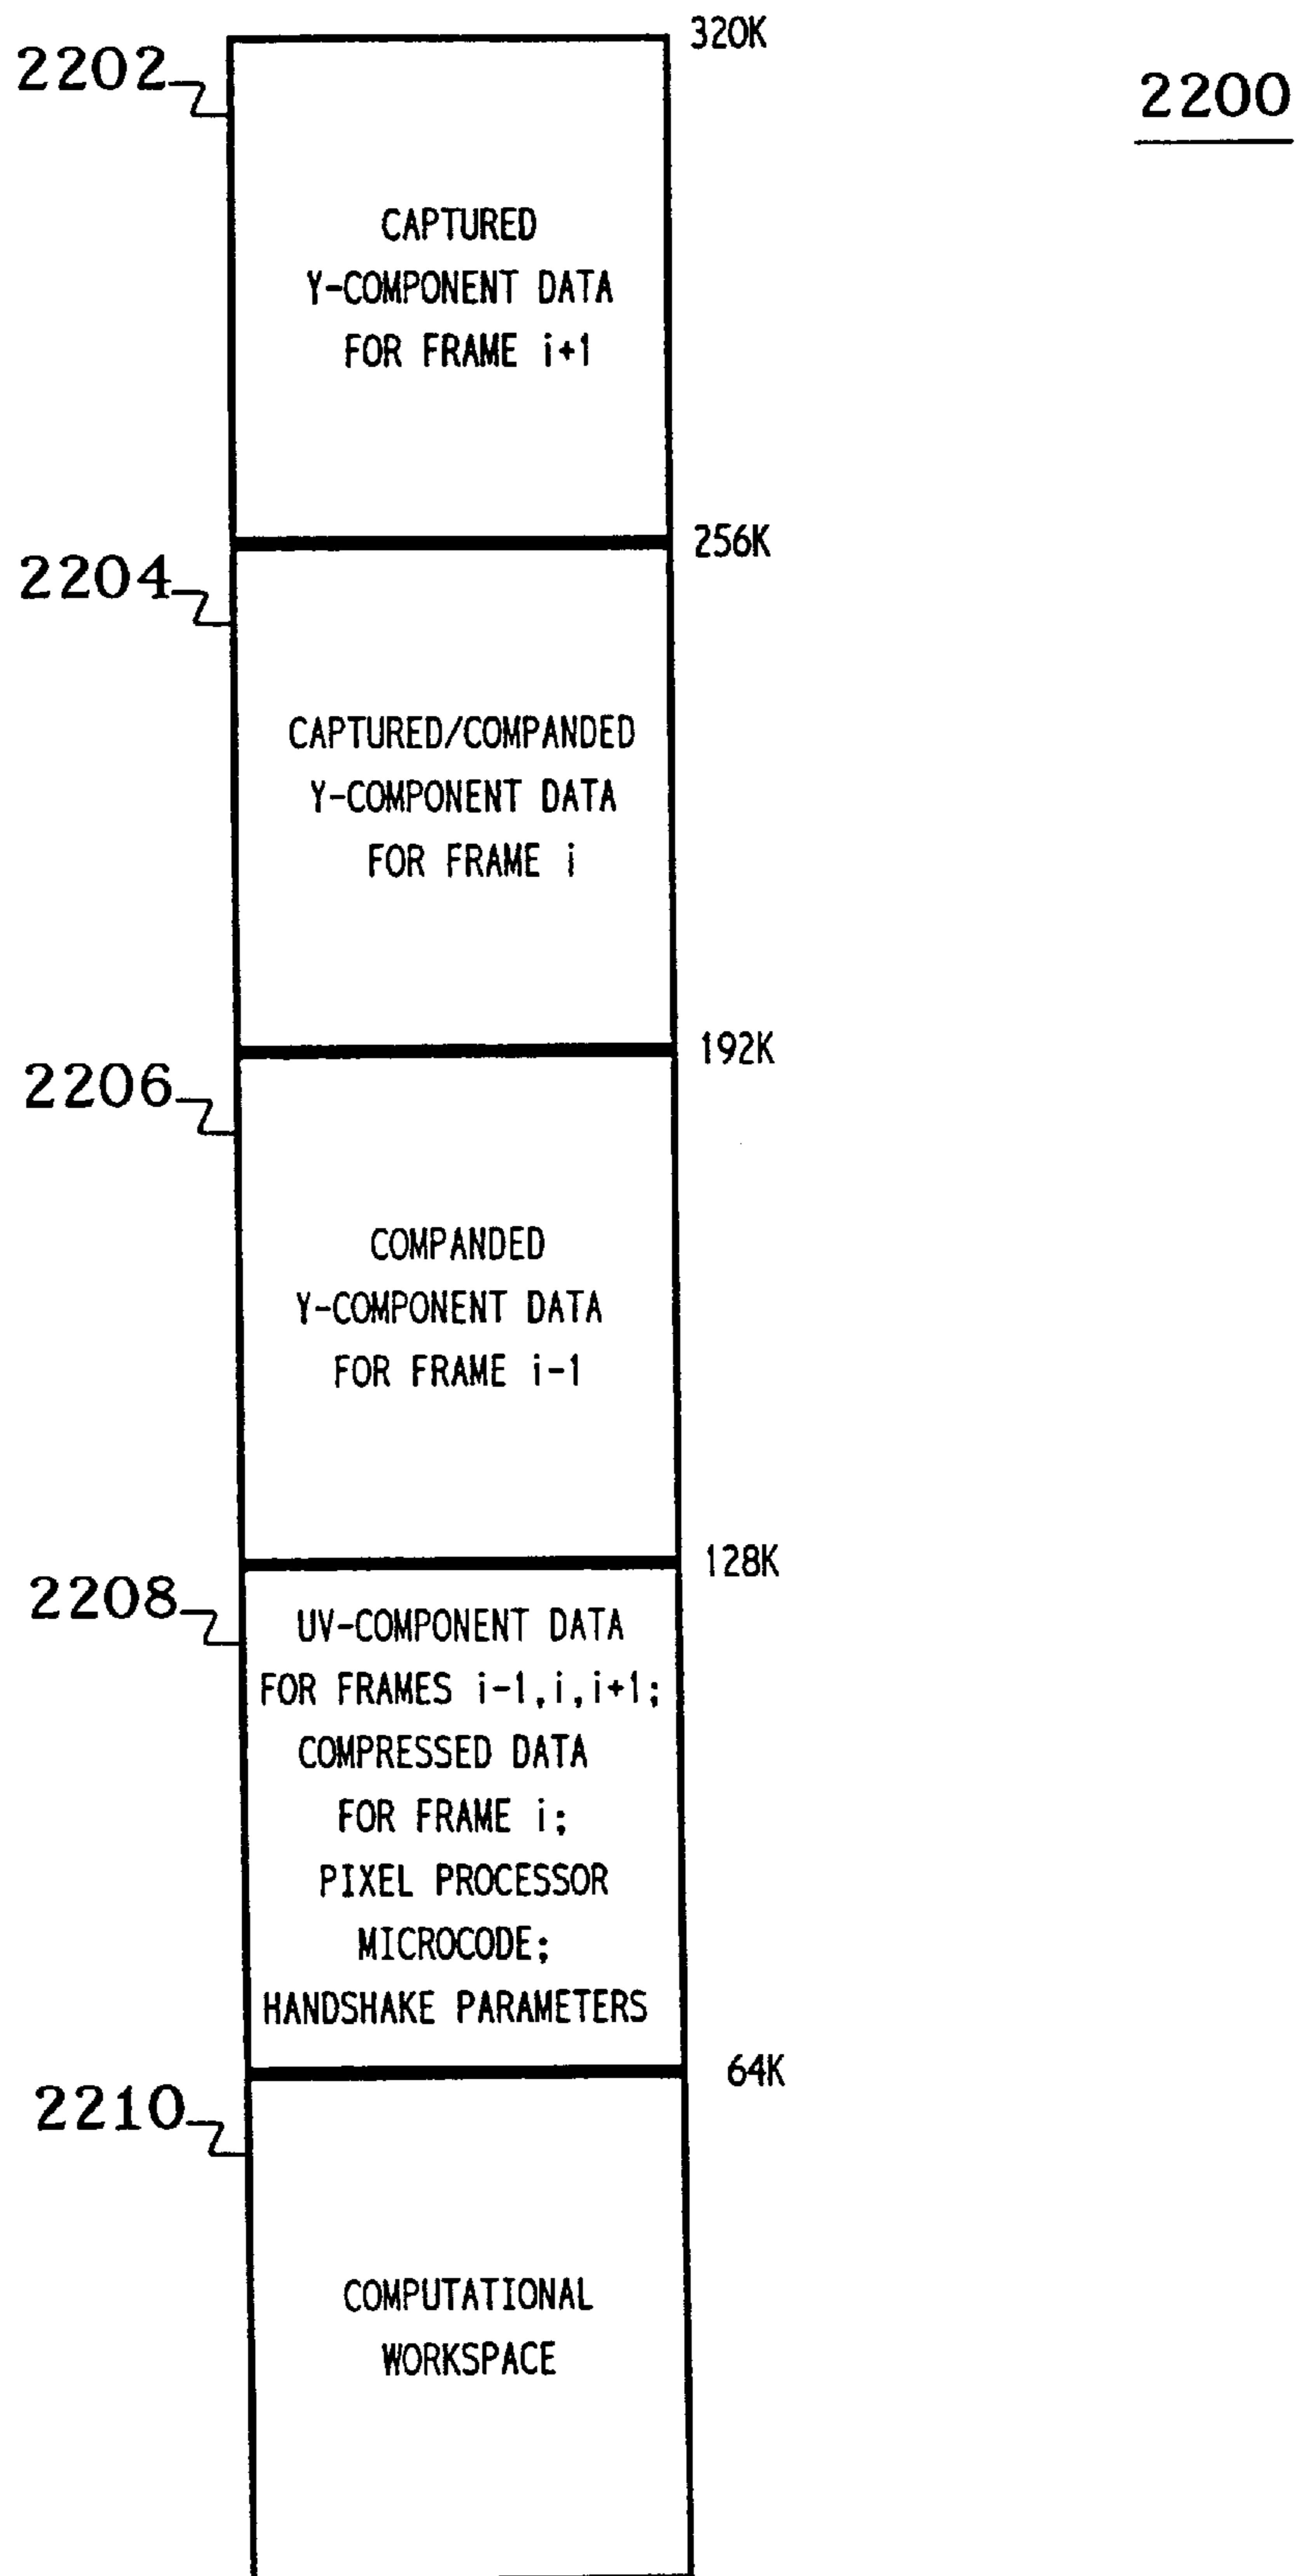 320K
2202
2200
CAPTURED
Y-COMPONENT DATA
FOR FRAME i+1
256K
2204
CAPTURED/COMPANDED
Y-COMPONENT DATA
FOR FRAME i
192K
2206
COMPANDED
Y-COMPONENT DATA
FOR FRAME i-1
128K
2208
UV-COMPONENT DATA
FOR FRAMES i-1,i,i+1;
COMPRESSED DATA
FOR FRAME i;
PIXEL PROCESSOR
MICROCODE;
HANDSHAKE PARAMETERS
64K
2210
COMPUTATIONAL
WORKSPACE